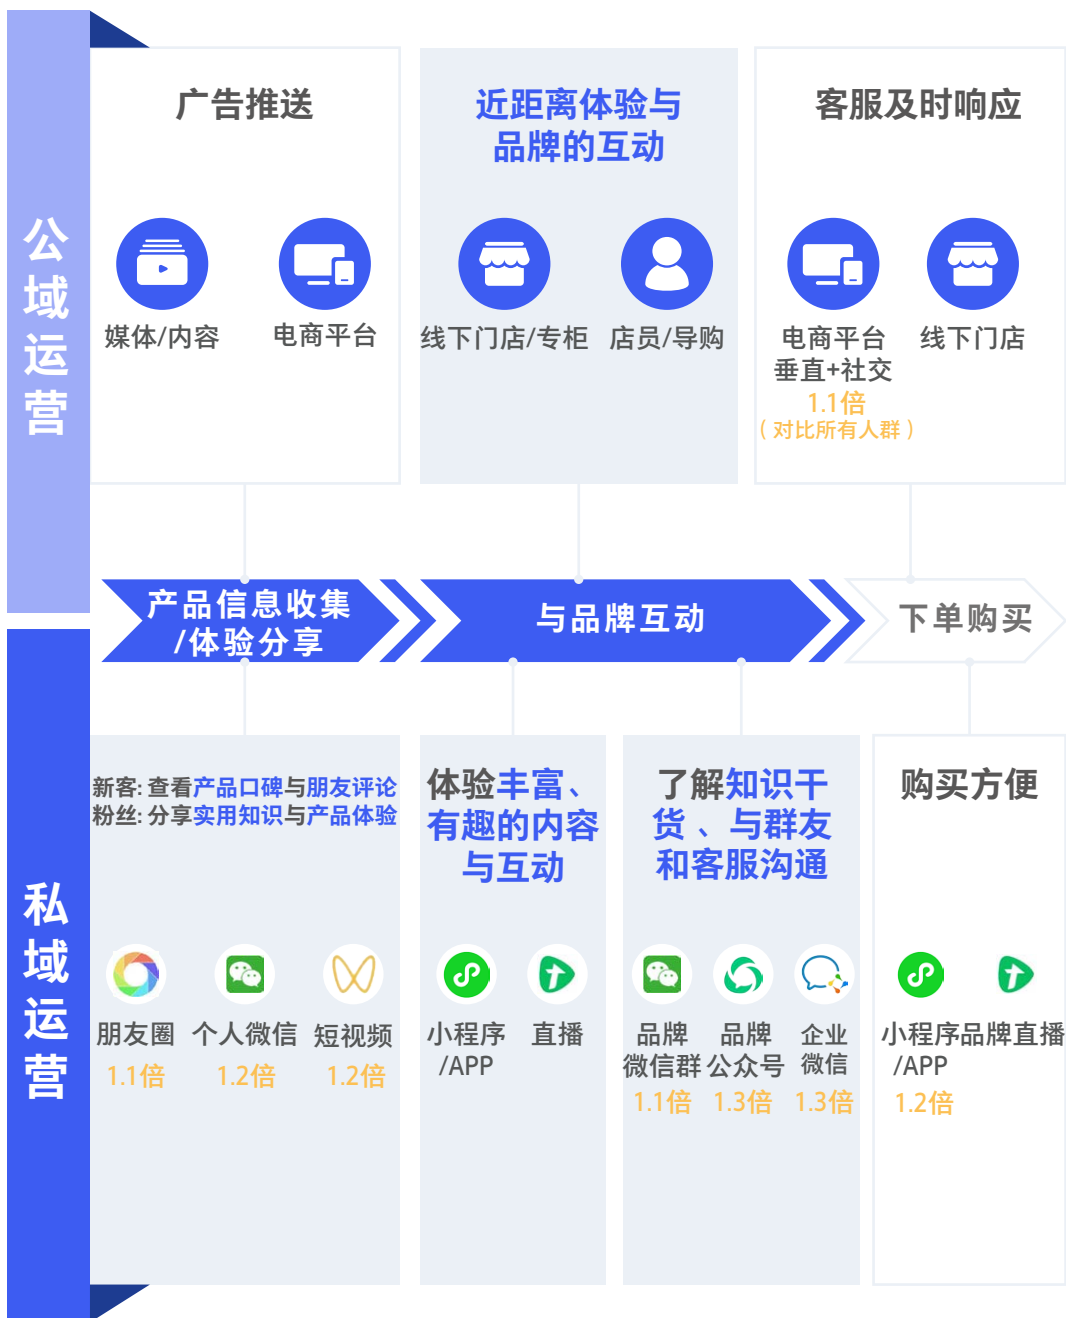 公域运营
广告推送
媒体/内容
电商平台
近距离体验与
品牌的互动
线下门店/专柜
店员/导购
客服及时响应
电商平台
垂直+社交
1.1倍
（对比所有人群）
线下门店
产品信息收集
/体验分享
与品牌互动
下单购买
私域运营
新客: 查看产品口碑与朋友评论
粉丝: 分享实用知识与产品体验
朋友圈
1.1倍
个人微信
1.2倍
短视频
1.2倍
体验丰富、
有趣的内容
与互动
小程序
/APP
直播
了解知识干
货 、与群友
和客服沟通
品牌
微信群
1.1倍
品牌
公众号
1.3倍
企业
微信
1.3倍
购买方便
小程序
/APP
1.2倍
品牌直播